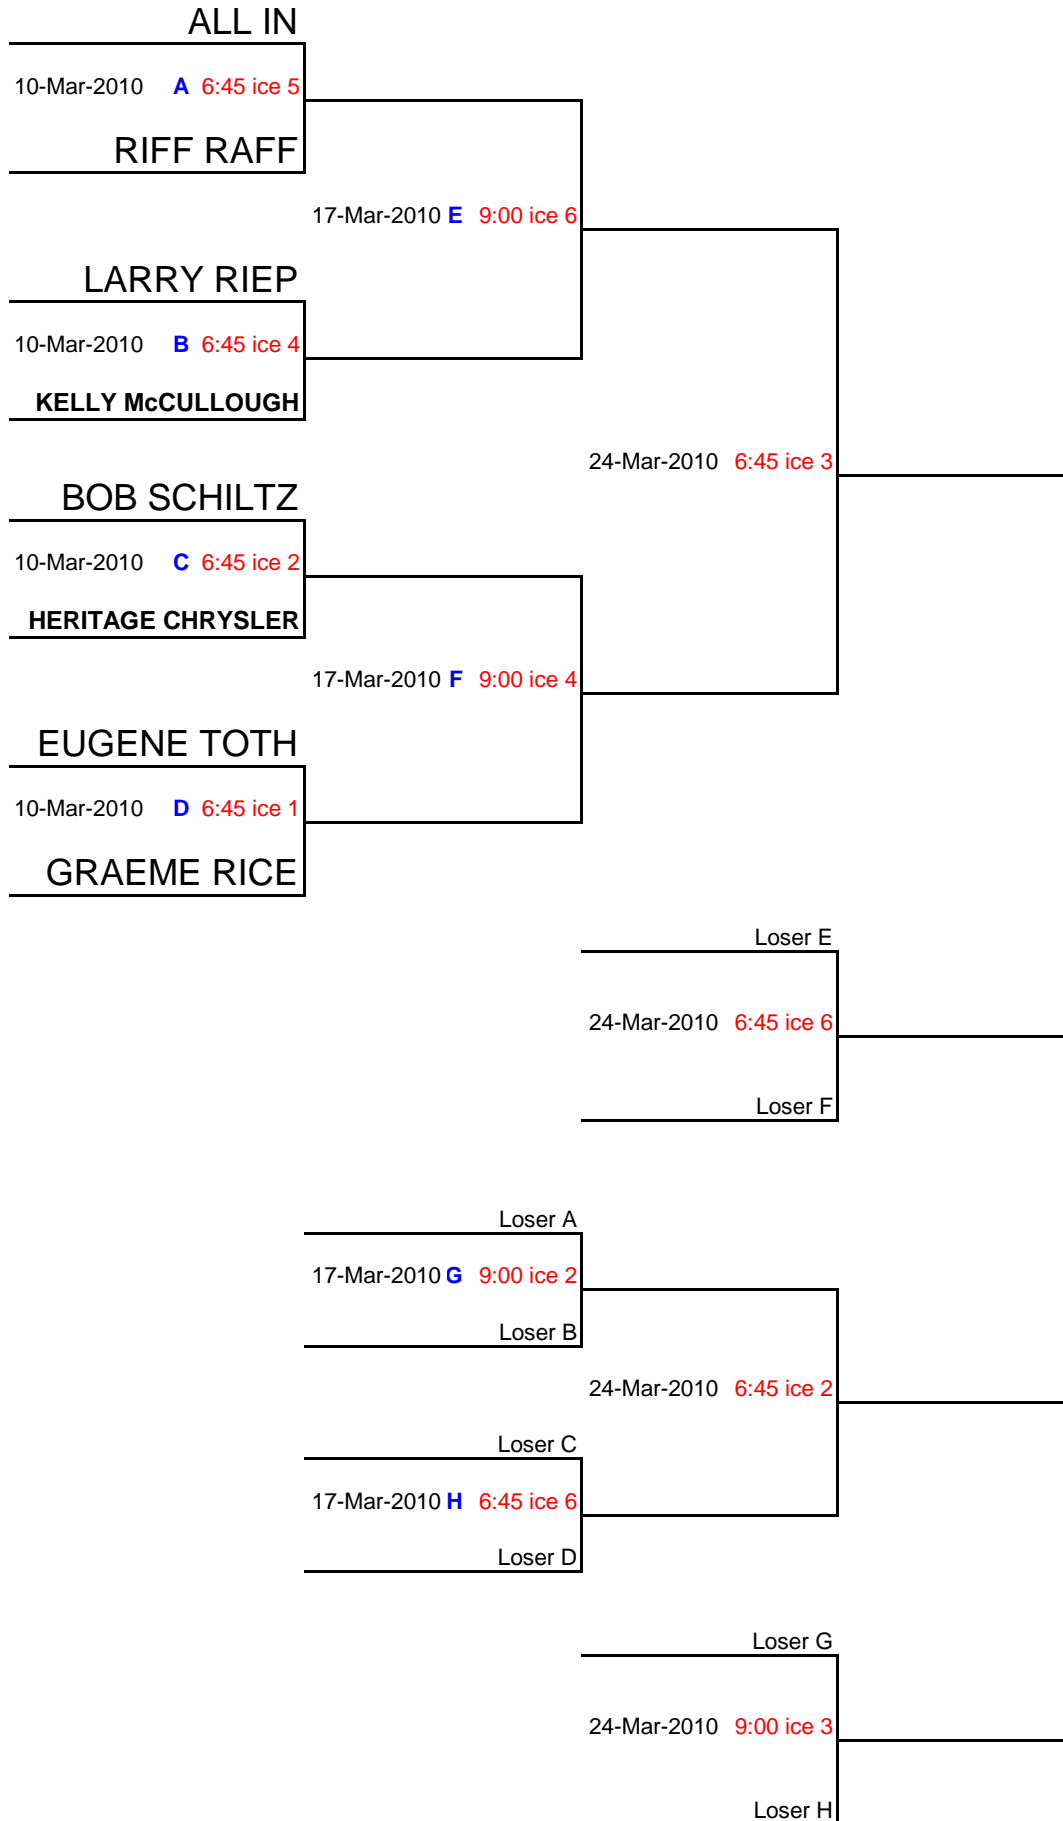 ALL IN
10-Mar-2010 A 6:45 ice 5
RIFF RAFF
17-Mar-2010 E 9:00 ice 6
LARRY RIEP
10-Mar-2010 B 6:45 ice 4
KELLY McCULLOUGH
24-Mar-2010 6:45 ice 3
BOB SCHILTZ
10-Mar-2010 C 6:45 ice 2
HERITAGE CHRYSLER
17-Mar-2010 F 9:00 ice 4
EUGENE TOTH
10-Mar-2010 D 6:45 ice 1
GRAEME RICE
Loser E
24-Mar-2010 6:45 ice 6
Loser F
Loser A
17-Mar-2010 G 9:00 ice 2
Loser B
24-Mar-2010 6:45 ice 2
Loser C
17-Mar-2010 H 6:45 ice 6
Loser D
Loser G
24-Mar-2010 9:00 ice 3
Loser H